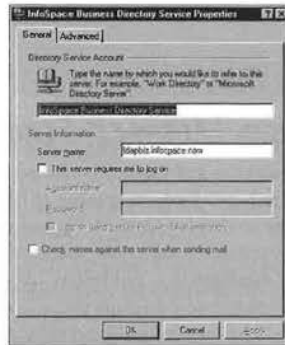 InfoSpace Business Directory Service Properties
General Advanced
Directory Service Account
Type the name by which you would like to refer to this
server. For example, "Work Directory" or "Microsoft
Directory Server".
InfoSpace Business Directory Service
Server Information
Server name: ldapbiz.infospace.com
This server requires me to log on
Account name:
Password:
Check names against this server when sending mail
OK Cancel Apply